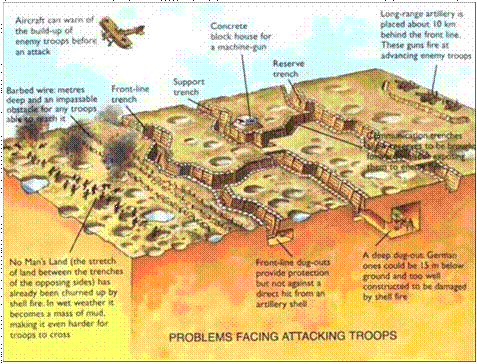 Aircraft can warn of
the build-up of
enemy troops before
an attack
Concrete
block house for
a machine-gun
Long-range artillery is
placed about 10 km
behind the front line.
These guns fire at
advancing enemy troops
Reserve
trench
Support
trench
Front-line
trench
Barbed wire: metres
deep and an impassable
obstacle for any troops
able to reach it
Communication trenches
reserves to be brought
exposing
No Man's Land (the stretch
of land between the trenches
of the opposing sides) has
already been churned up by
shell fire. In wet weather it
becomes a mass of mud,
making it even harder for
troops to cross
Front-line dug-outs
provide protection
but not against a
direct hit from an
artillery shell
A deep dug-out: German
ones could be 15 m below
ground and too well
constructed to be damaged
by shell fire
PROBLEMS FACING ATTACKING TROOPS